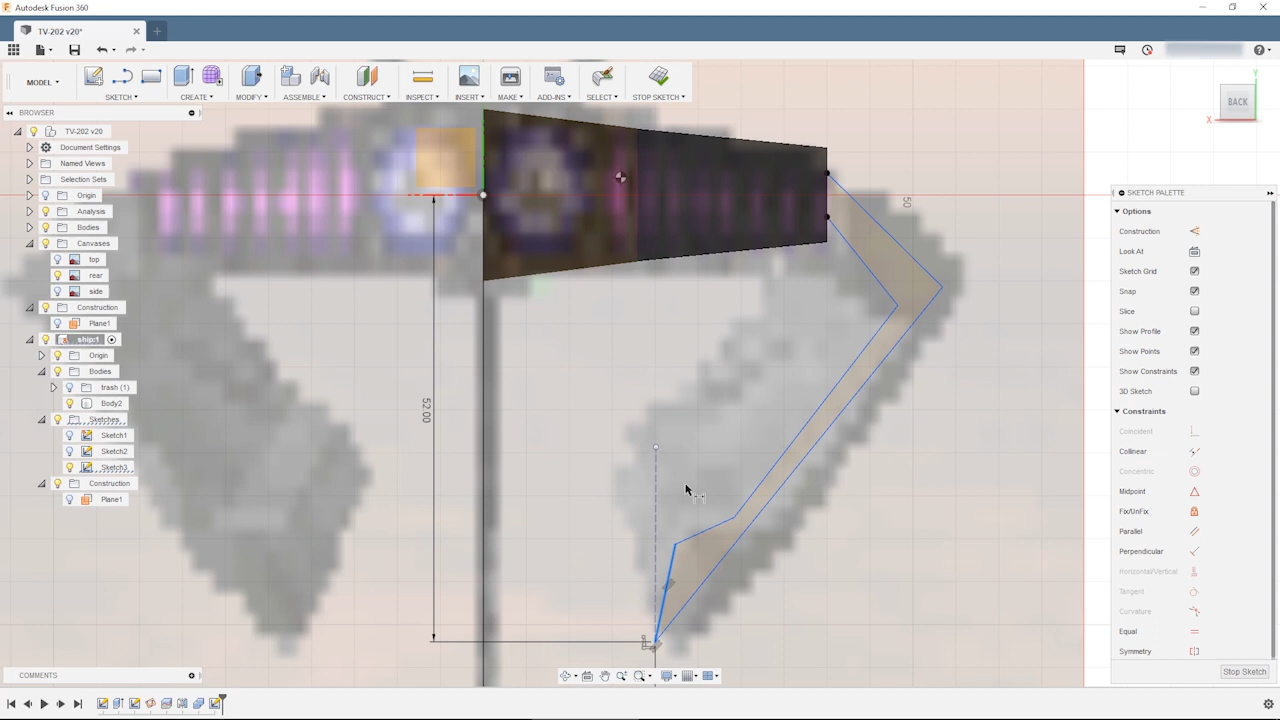 Autodesk Fusion 360
TV-202 v20*
MODEL
SKETCH
CREATE
MODIFY
ASSEMBLE
CONSTRUCT
INSPECT
INSERT
MAKE
ADD-INS
SELECT
STOP SKETCH
BROWSER
TV-202 v20
Document Settings
Named Views
Selection Sets
Origin
Analysis
Bodies
Canvases
top
rear
side
Construction
Plane1
ship:1
Origin
Bodies
trash (1)
Body2
Sketches
Sketch1
Sketch2
Sketch3
Construction
Plane1
COMMENTS
52.00
50
Y
BACK
X
SKETCH PALETTE
Options
Construction
Look At
Sketch Grid
Snap
Slice
Show Profile
Show Points
Show Constraints
3D Sketch
Constraints
Coincident
Collinear
Concentric
Midpoint
Fix/UnFix
Parallel
Perpendicular
Horizontal/Vertical
Tangent
Curvature
Equal
Symmetry
Stop Sketch